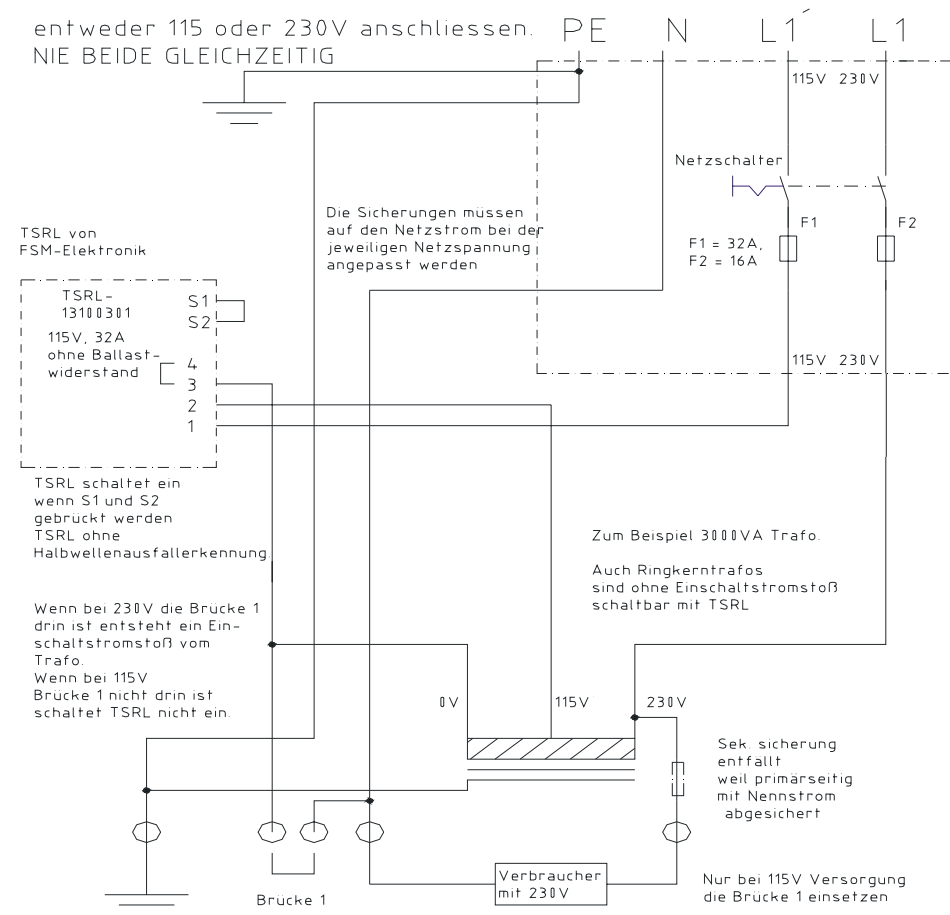 entweder 115 oder 230V anschliessen.
NIE BEIDE GLEICHZEITIG
PE
N
L1´
L1
115V 230V
Netzschalter
F1
F2
F1 = 32A,
F2 = 16A
Die Sicherungen müssen
auf den Netzstrom bei der
jeweiligen Netzspannung
angepasst werden
115V 230V
TSRL von
FSM-Elektronik
TSRL-
13100301
115V, 32A
ohne Ballast-
widerstand
S1
S2
4
3
2
1
TSRL schaltet ein
wenn S1 und S2
gebrückt werden
TSRL ohne
Halbwellenausfallerkennung
Zum Beispiel 3000VA Trafo.
Auch Ringkerntrafos
sind ohne Einschaltstromstoß
schaltbar mit TSRL
Wenn bei 230V die Brücke 1
drin ist entsteht ein Ein-
schaltstromstoß vom
Trafo.
Wenn bei 115V
Brücke 1 nicht drin ist
schaltet TSRL nicht ein.
0V
115V
230V
Sek. sicherung
entfallt
weil primärseitig
mit Nennstrom
abgesichert
Verbraucher
mit 230V
Brücke 1
Nur bei 115V Versorgung
die Brücke 1 einsetzen